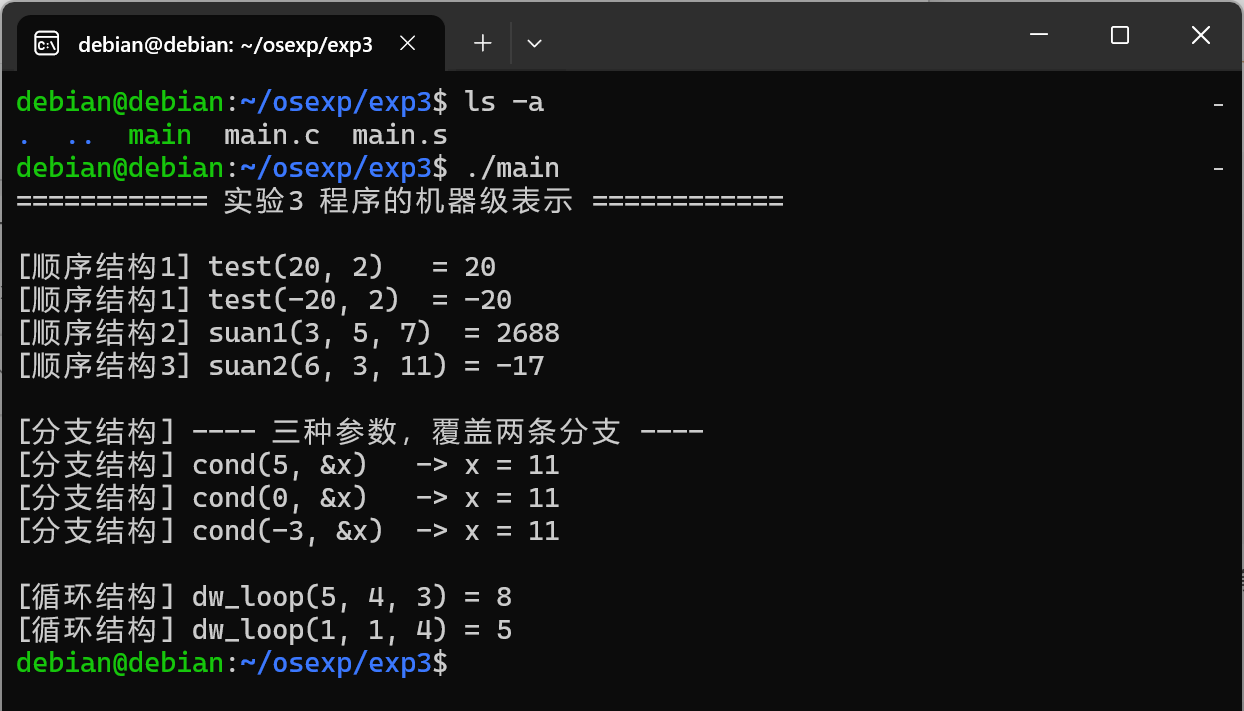 debian@debian: ~/osexp/exp3
debian@debian:~/osexp/exp3$ ls -a
.  ..  main  main.c  main.s
debian@debian:~/osexp/exp3$ ./main
============ 实验3 程序的机器级表示 ============
[顺序结构1] test(20, 2)   = 20
[顺序结构1] test(-20, 2)  = -20
[顺序结构2] suan1(3, 5, 7)  = 2688
[顺序结构3] suan2(6, 3, 11) = -17
[分支结构] ---- 三种参数，覆盖两条分支 ----
[分支结构] cond(5, &x)   -> x = 11
[分支结构] cond(0, &x)   -> x = 11
[分支结构] cond(-3, &x)  -> x = 11
[循环结构] dw_loop(5, 4, 3) = 8
[循环结构] dw_loop(1, 1, 4) = 5
debian@debian:~/osexp/exp3$